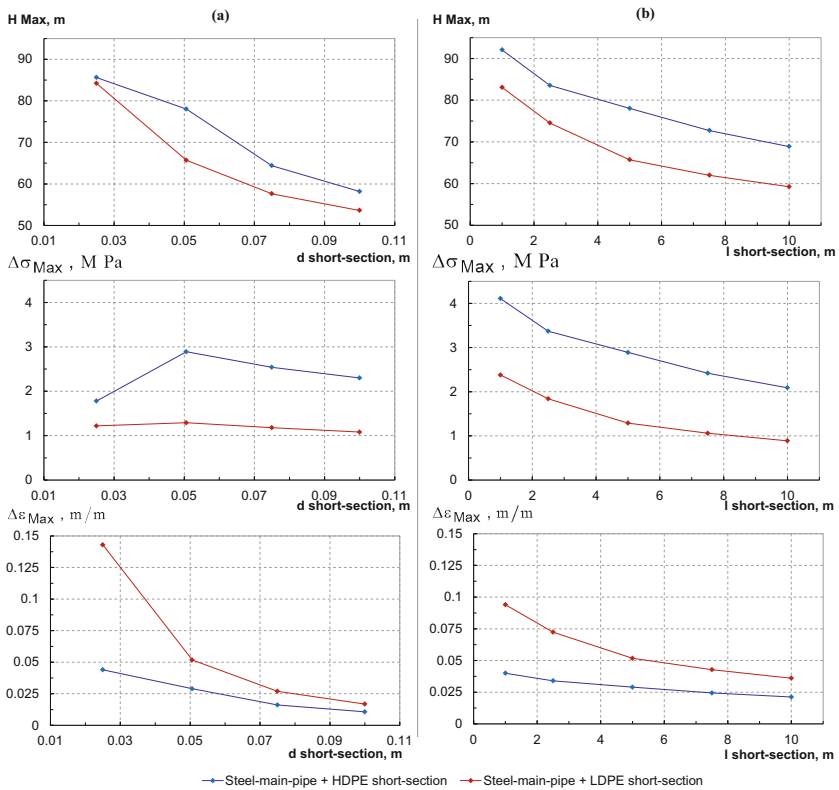 (a)
H Max, m
90
85
80
75
70
65
60
55
50
0.01 0.03 0.05 0.07 0.09 0.11
d short-section, m
Δσ Max , M Pa
4
3
2
1
0
0.01 0.03 0.05 0.07 0.09 0.11
d short-section, m
Δε Max , m/m
0.15
0.125
0.1
0.075
0.05
0.025
0
0.01 0.03 0.05 0.07 0.09 0.11
d short-section, m
(b)
H Max, m
90
80
70
60
50
0 2 4 6 8 10
l short-section, m
Δσ Max , M Pa
4
3
2
1
0
0 2 4 6 8 10
l short-section, m
Δε Max , m/m
0.15
0.125
0.1
0.075
0.05
0.025
0
0 2 4 6 8 10
l short-section, m
Steel-main-pipe + HDPE short-section Steel-main-pipe + LDPE short-section